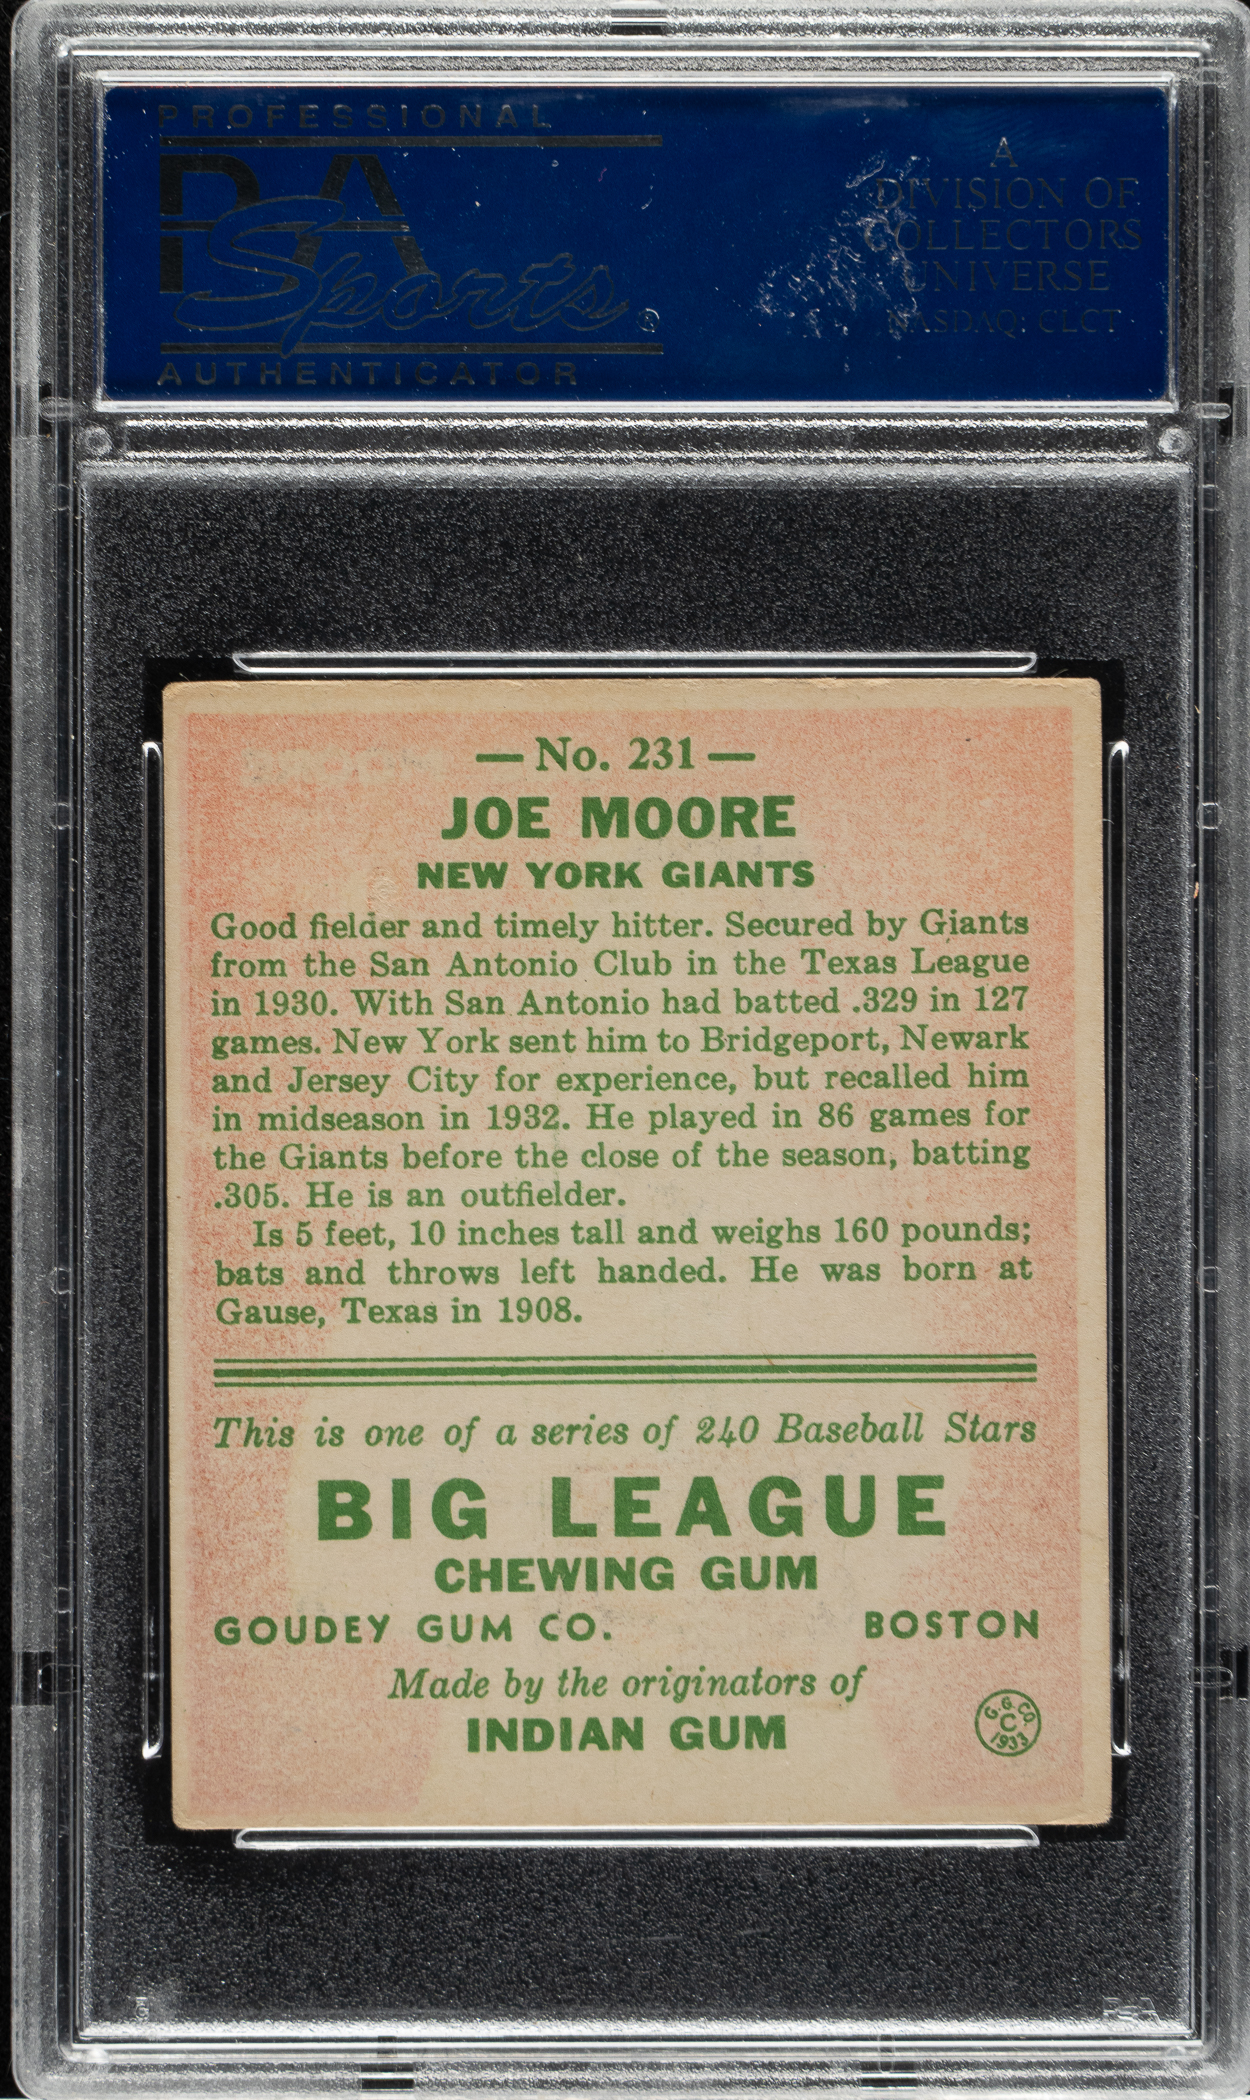 PROFESSIONAL
PSA
Sports ®
AUTHENTICATOR
A
DIVISION OF
COLLECTORS
UNIVERSE
NASDAQ: CLCT
— No. 231 —
JOE MOORE
NEW YORK GIANTS
Good fielder and timely hitter. Secured by Giants
from the San Antonio Club in the Texas League
in 1930. With San Antonio had batted .329 in 127
games. New York sent him to Bridgeport, Newark
and Jersey City for experience, but recalled him
in midseason in 1932. He played in 86 games for
the Giants before the close of the season, batting
.305. He is an outfielder.
Is 5 feet, 10 inches tall and weighs 160 pounds;
bats and throws left handed. He was born at
Gause, Texas in 1908.
This is one of a series of 240 Baseball Stars
BIG LEAGUE
CHEWING GUM
GOUDEY GUM CO. BOSTON
Made by the originators of
INDIAN GUM
G.G.CO.
C
1933
PSA